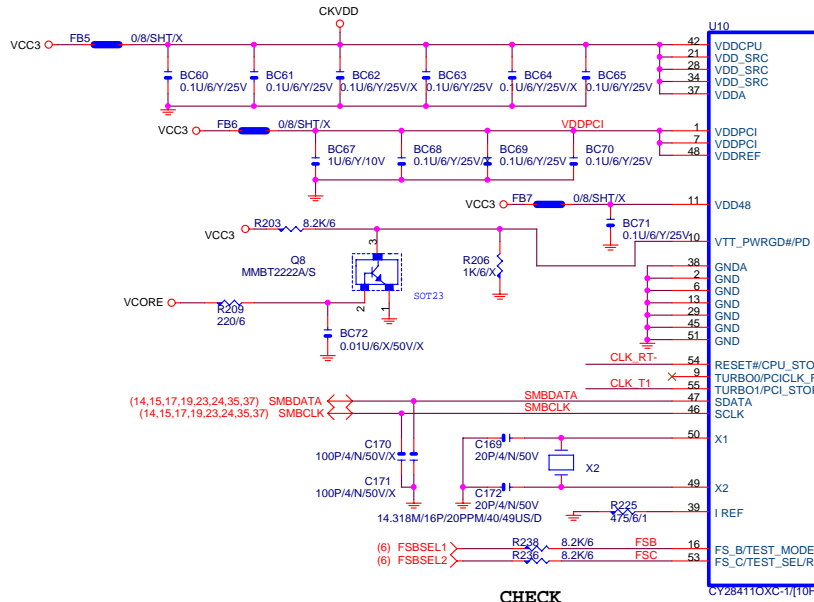 CKVDD
U10
VCC3 FB5 0/8/SHT/X 42 VDDCPU
21 VDD_SRC
28 VDD_SRC
34 VDD_SRC
37 VDDA
BC60 BC61 BC62 BC63 BC64 BC65
0.1U/6/Y/25V 0.1U/6/Y/25V 0.1U/6/Y/25V/X 0.1U/6/Y/25V 0.1U/6/Y/25V/X 0.1U/6/Y/25V
VCC3 FB6 0/8/SHT/X VDDPCI 1 VDDPCI
7 VDDPCI
48 VDDREF
BC67 BC68 BC69 BC70
1U/6/Y/10V 0.1U/6/Y/25V/X 0.1U/6/Y/25V 0.1U/6/Y/25V
VCC3 FB7 0/8/SHT/X 11 VDD48
BC71
0.1U/6/Y/25V
VCC3 R203 8.2K/6 10 VTT_PWRGD#/PD
3
Q8
MMBT2222A/S
R206
1K/6/X
SOT23
38 GNDA
2 GND
6 GND
13 GND
29 GND
45 GND
51 GND
VCORE R209
220/6
2 1
BC72
0.01U/6/X/50V/X
CLK_RT- 54 RESET#/CPU_STO
9 TURBO0/PCICLK_F
CLK_T1 55 TURBO1/PCI_STOP
(14,15,17,19,23,24,35,37) SMBDATA SMBDATA 47 SDATA
(14,15,17,19,23,24,35,37) SMBCLK SMBCLK 46 SCLK
C170
100P/4/N/50V/X
C171
100P/4/N/50V/X
C169
20P/4/N/50V
50 X1
X2
C172
20P/4/N/50V
49 X2
14.318M/16P/20PPM/40/49US/D
R225
475/6/1
39 I REF
(6) FSBSEL1 R238 8.2K/6 FSB 16 FS_B/TEST_MODE
(6) FSBSEL2 R236 8.2K/6 FSC 53 FS_C/TEST_SEL/R
CHECK
CY28411OXC-1/[10F